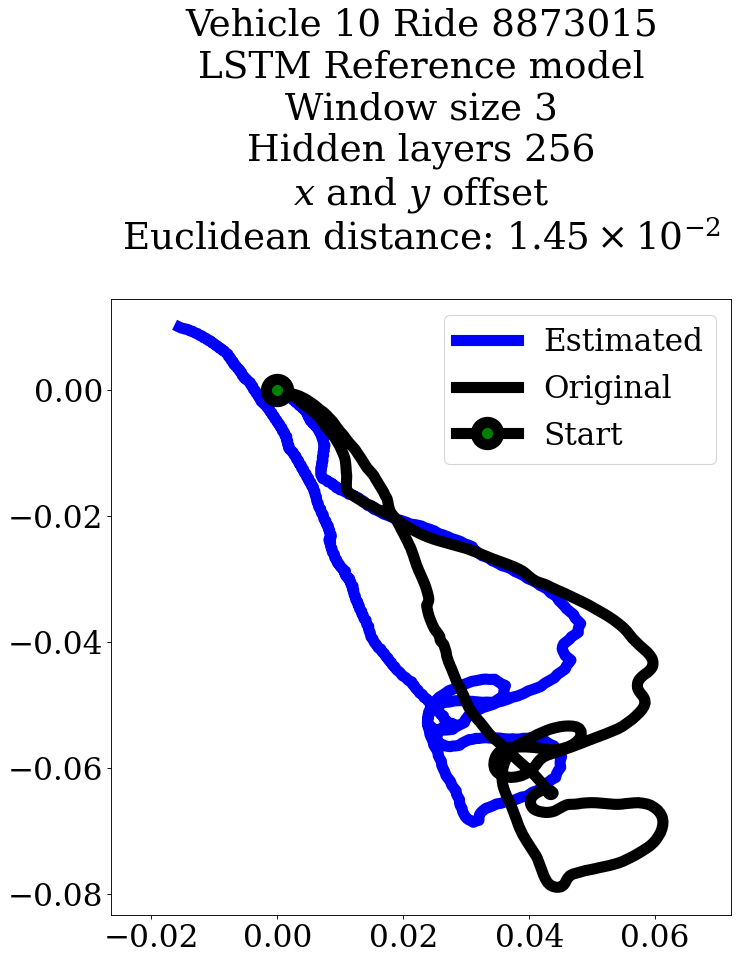 Vehicle 10 Ride 8873015
LSTM Reference model
Window size 3
Hidden layers 256
x and y offset
Euclidean distance: 1.45 × 10⁻²
Estimated
Original
Start
0.00
−0.02
−0.04
−0.06
−0.08
−0.02 0.00 0.02 0.04 0.06